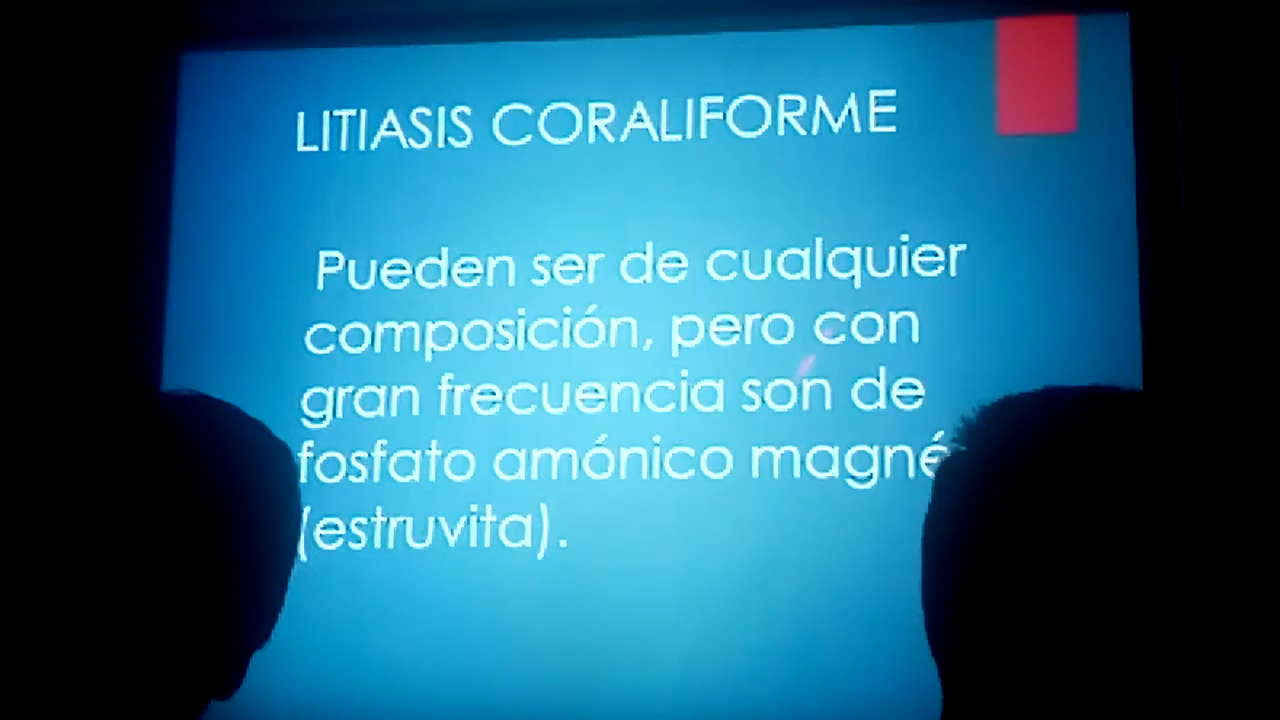 LITIASIS CORALIFORME
Pueden ser de cualquier
composición, pero con
gran frecuencia son de
fosfato amónico
(estruvita).